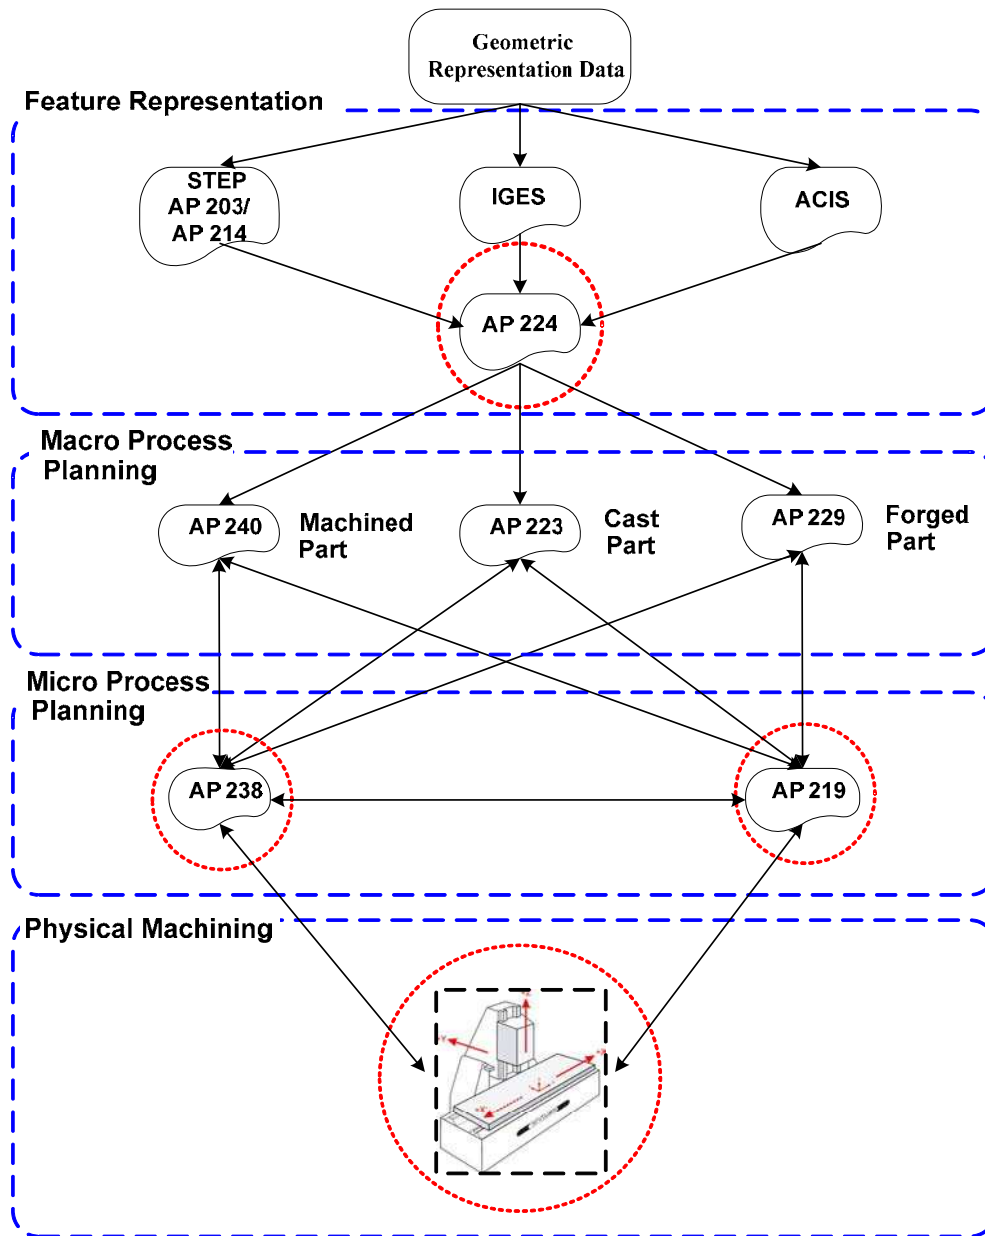 Geometric
Representation Data
Feature Representation
STEP
AP 203/
AP 214
IGES
ACIS
AP 224
Macro Process
Planning
AP 240
Machined
Part
AP 223
Cast
Part
AP 229
Forged
Part
Micro Process
Planning
AP 238
AP 219
Physical Machining